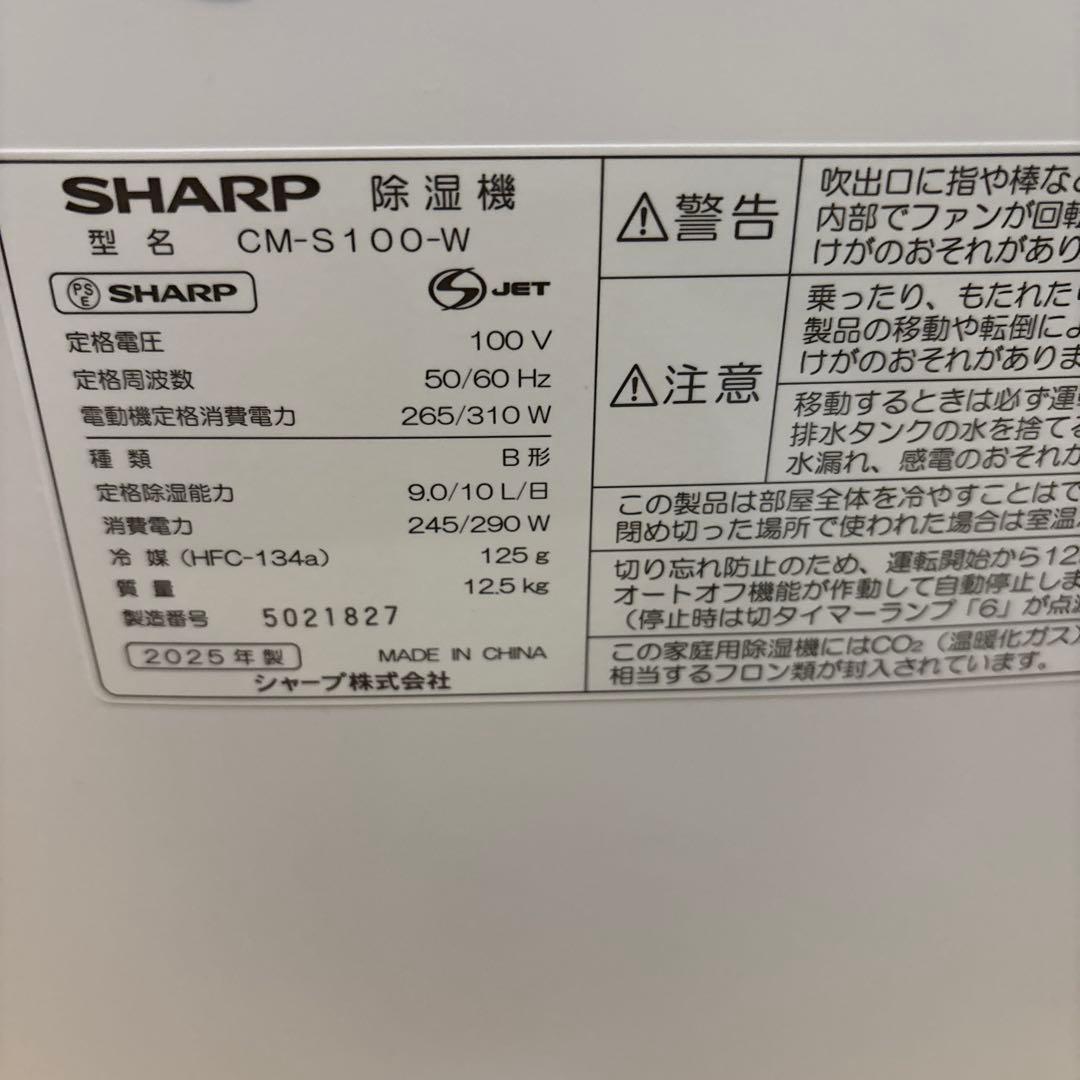 SHARP 除湿機
型名 CM-S100-W
PSE SHARP S JET
定格電圧 100 V
定格周波数 50/60 Hz
電動機定格消費電力 265/310 W
種類 B形
定格除湿能力 9.0/10 L/日
消費電力 245/290 W
冷媒(HFC-134a) 125 g
質量 12.5 kg
製造番号 5021827
2025年製 MADE IN CHINA
シャープ株式会社
⚠警告
吹出口に指や棒な
内部でファンが回転
けがのおそれがあり
⚠注意
乗ったり、もたれたり
製品の移動や転倒によ
けがのおそれがありま
移動するときは必ず運
排水タンクの水を捨てる
水漏れ、感電のおそれが
この製品は部屋全体を冷やすことはで
閉め切った場所で使われた場合は室温
切り忘れ防止のため、運転開始から12
オートオフ機能が作動して自動停止しま
(停止時は切タイマーランプ「6」が点
この家庭用除湿機にはCO₂(温暖化ガス)
相当するフロン類が封入されています。